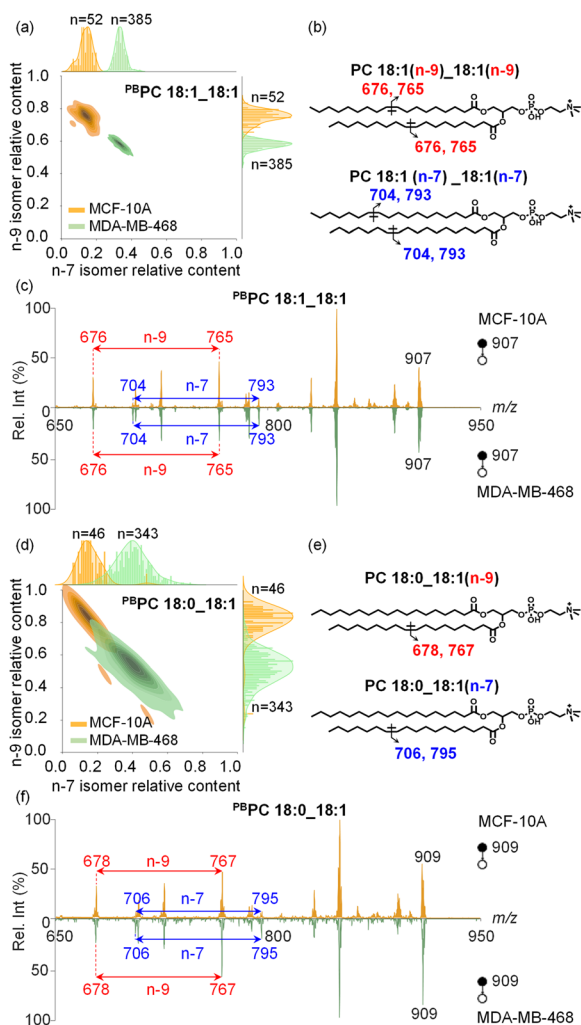 (a)
n=52 n=385
PBPC 18:1_18:1
n=52
n=385
n-9 isomer relative content
1.0
0.8
0.6
0.4
0.2
0.0
MCF-10A
MDA-MB-468
0.0 0.2 0.4 0.6 0.8 1.0
n-7 isomer relative content
(b)
PC 18:1(n-9)_18:1(n-9)
676, 765
676, 765
PC 18:1 (n-7) _18:1(n-7)
704, 793
704, 793
O O O P O N+
O OH
O
(c)
PBPC 18:1_18:1
Rel. Int (%)
100
50
0
50
100
676 n-9 765
704 n-7 793
650 800 m/z 950
704 n-7 793
676 n-9 765
907
907
MCF-10A
907
907
MDA-MB-468
(d)
n=46 n=343
PBPC 18:0_18:1
n=46
n=343
n-9 isomer relative content
1.0
0.8
0.6
0.4
0.2
0.0
MCF-10A
MDA-MB-468
0.0 0.2 0.4 0.6 0.8 1.0
n-7 isomer relative content
(e)
PC 18:0_18:1(n-9)
678, 767
PC 18:0_18:1(n-7)
706, 795
(f)
PBPC 18:0_18:1
Rel. Int (%)
100
50
0
50
100
678 n-9 767
706 n-7 795
650 800 m/z 950
706 n-7 795
678 n-9 767
909
909
MCF-10A
909
909
MDA-MB-468